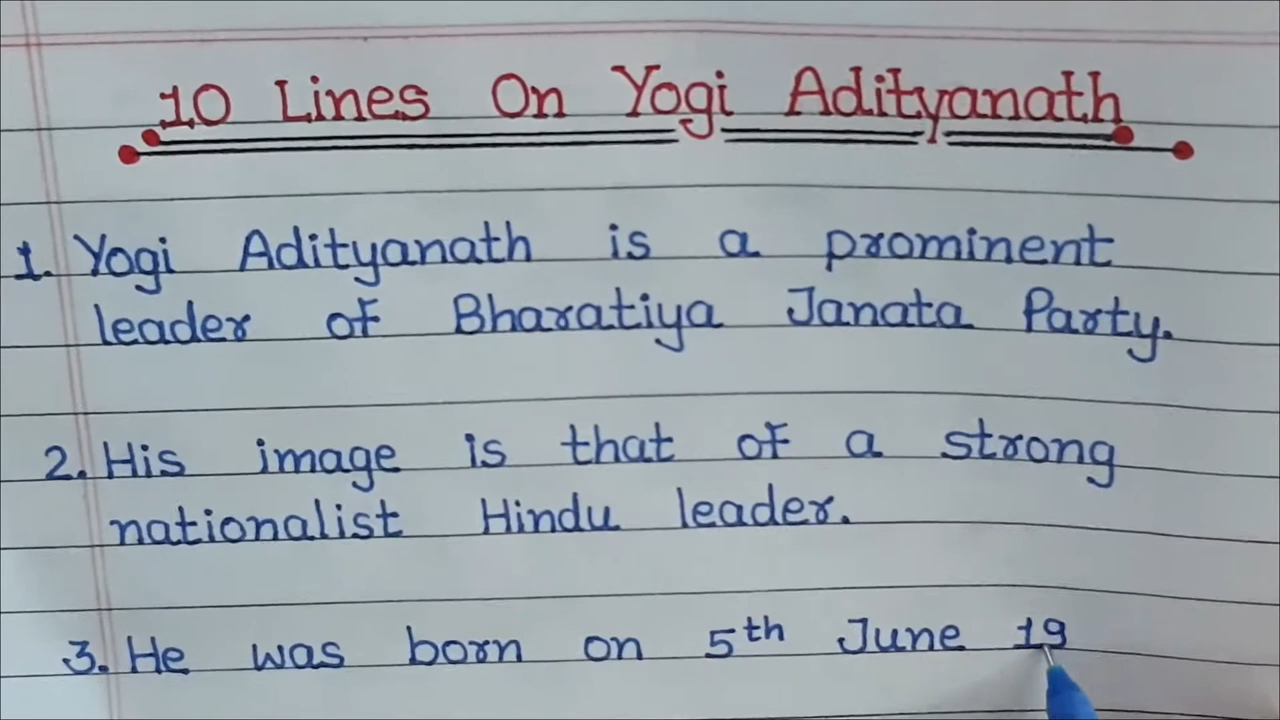 10 Lines On Yogi Adityanath
1. Yogi Adityanath is a prominent
leader of Bharatiya Janata Party.
2. His image is that of a strong
nationalist Hindu leader.
3. He was born on 5th June 19